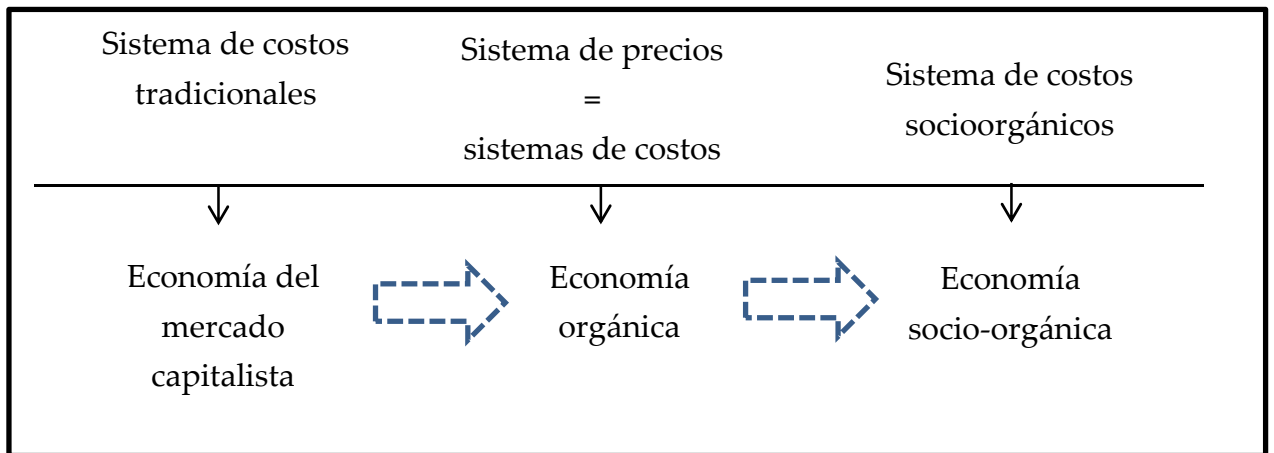 Sistema de costos
tradicionales
Sistema de precios
=
sistemas de costos
Sistema de costos
socioorgánicos
Economía del
mercado
capitalista
Economía
orgánica
Economía
socio-orgánica